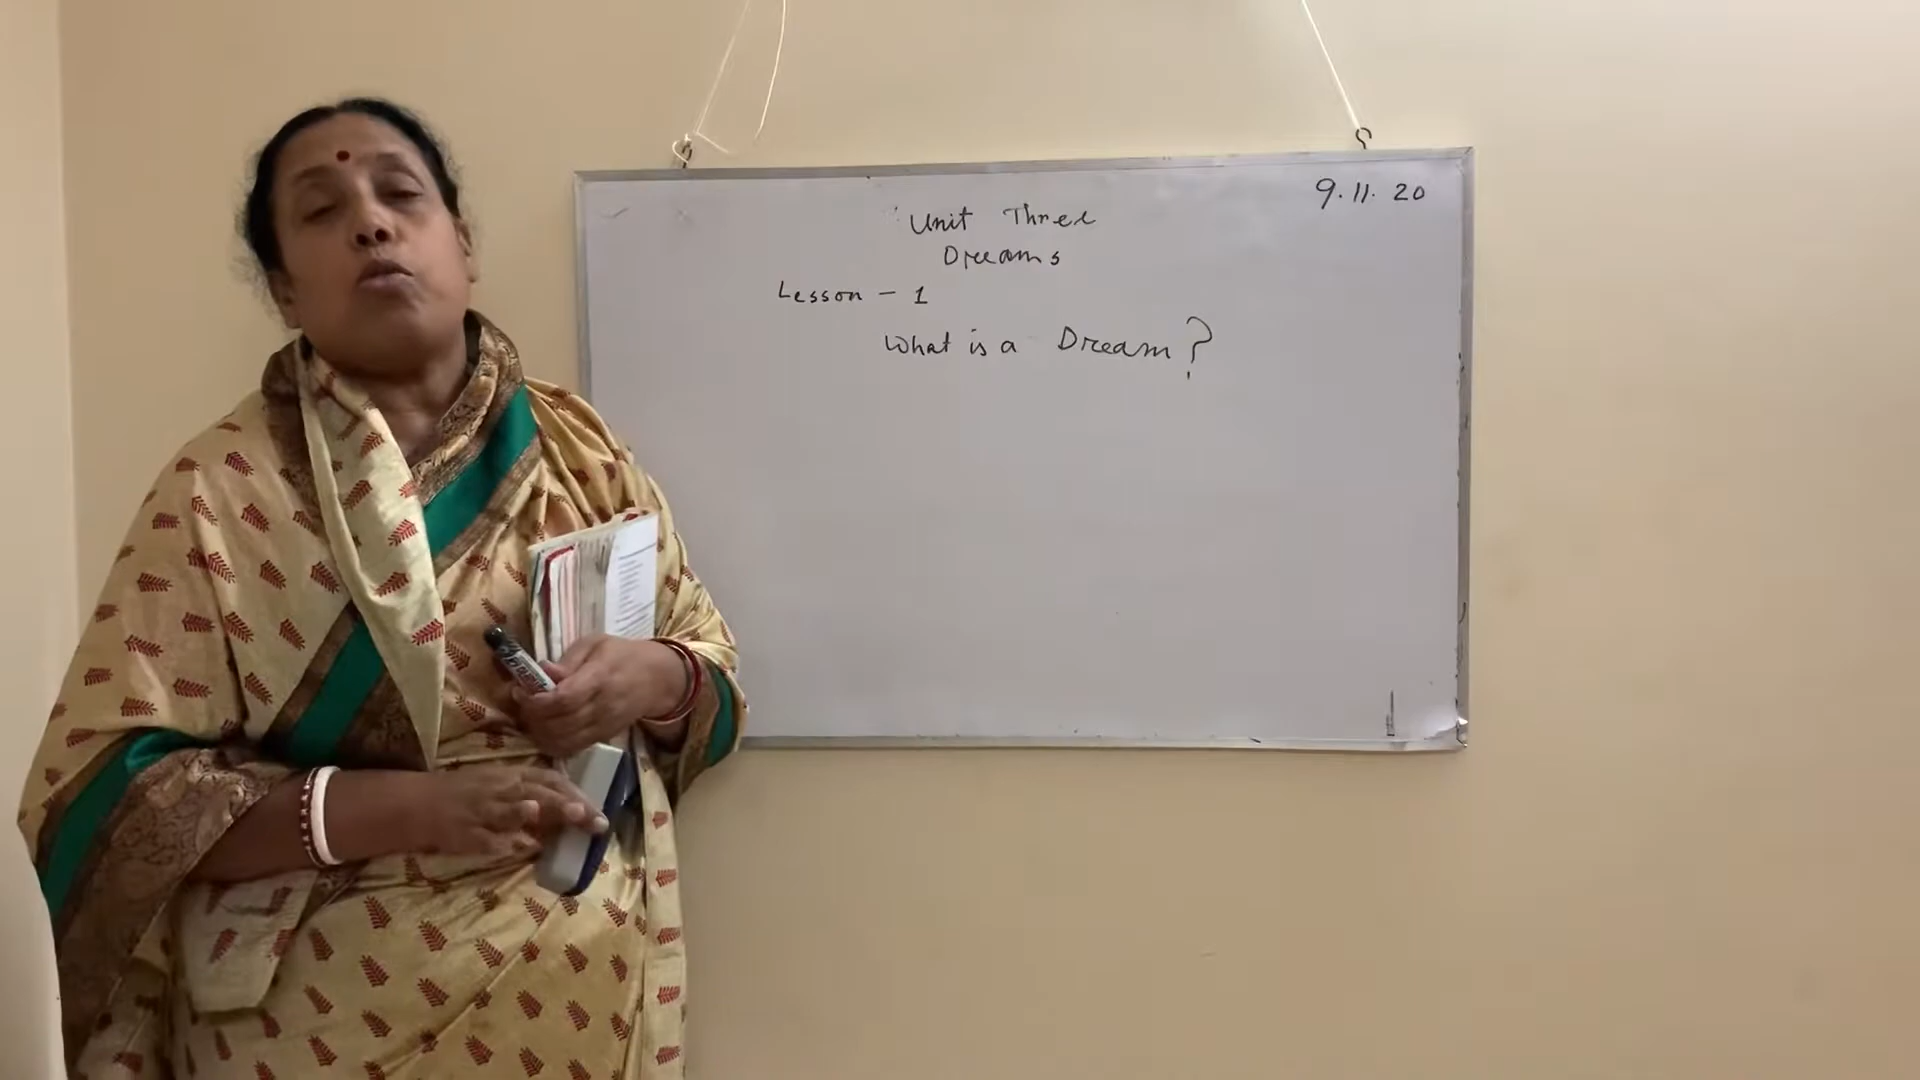 9.11.20
Unit Three
Dreams
Lesson - 1
What is a Dream?